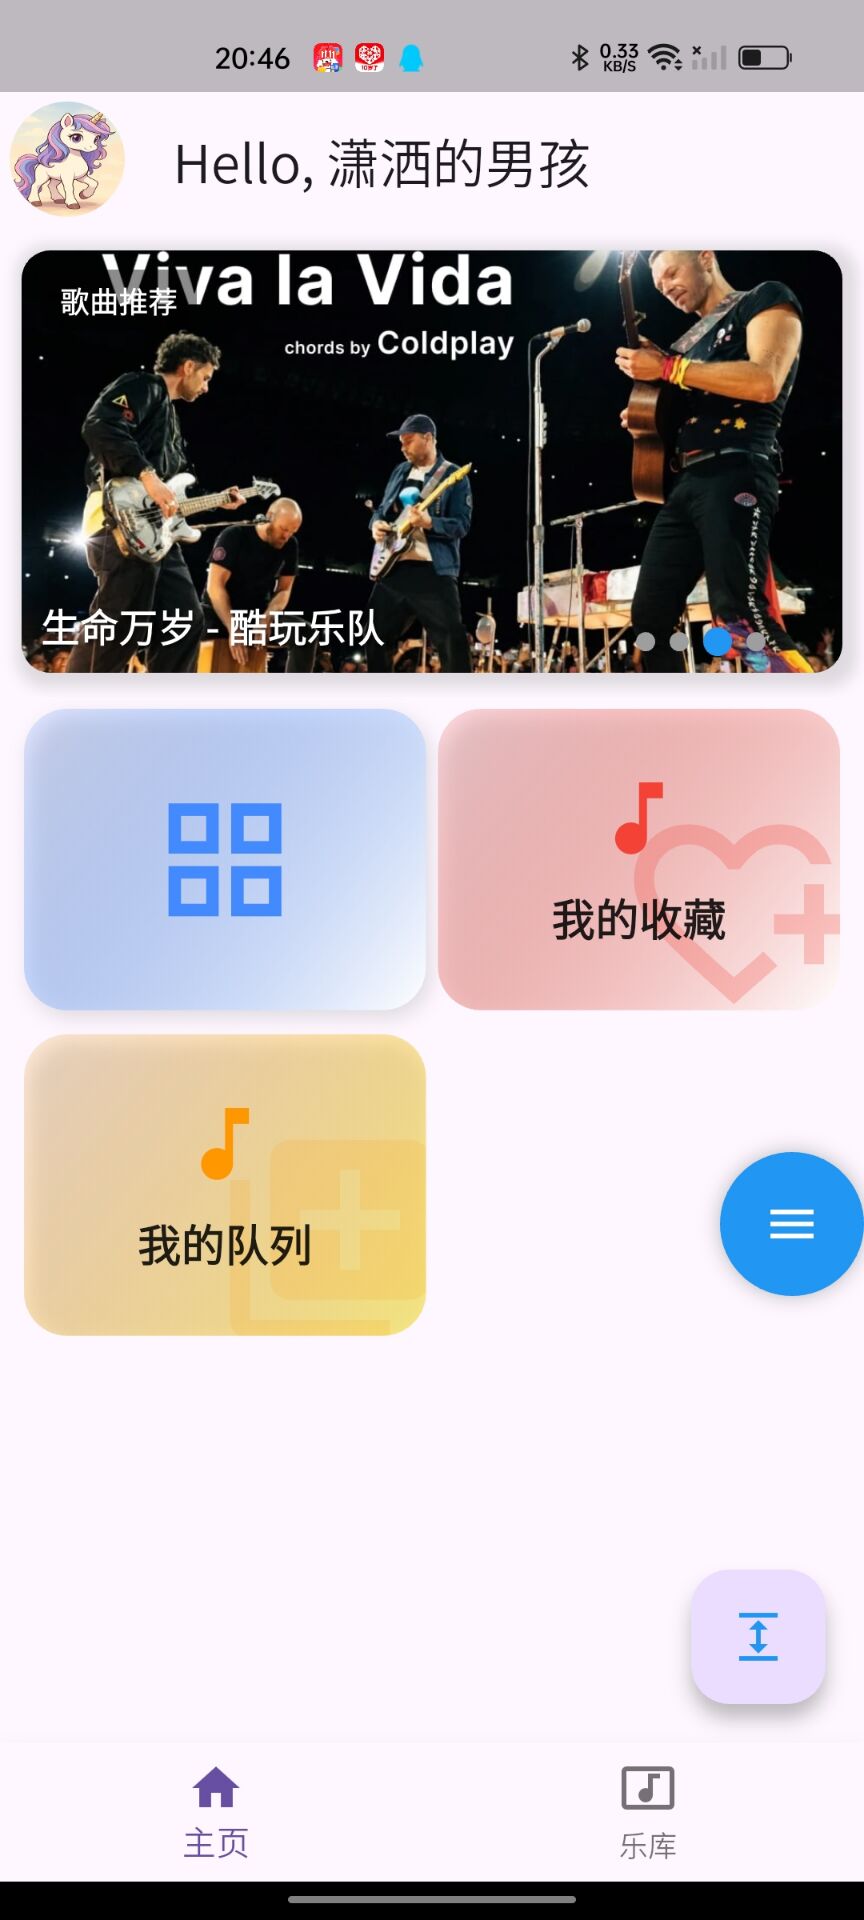 20:46
0.33
KB/S
Hello, 潇洒的男孩
Viva la Vida
歌曲推荐
chords by Coldplay
生命万岁 - 酷玩乐队
我的收藏
我的队列
主页
乐库